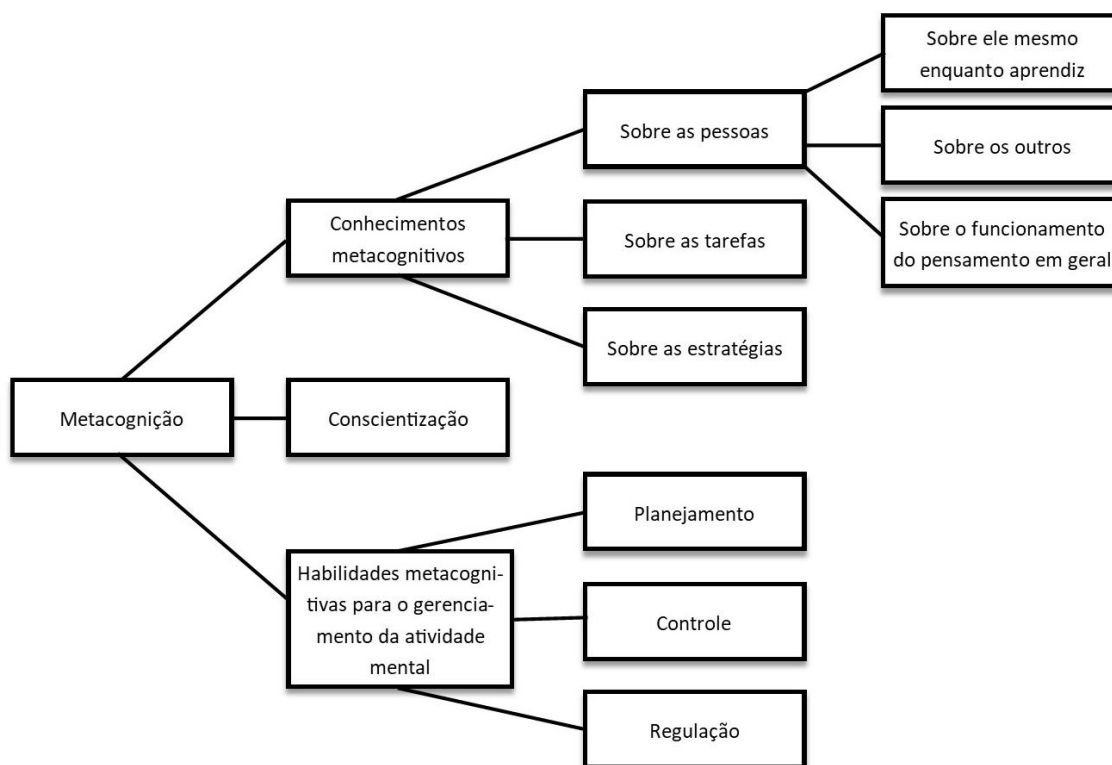 Sobre ele mesmo
enquanto aprendiz
Sobre as pessoas
Sobre os outros
Conhecimentos
metacognitivos
Sobre as tarefas
Sobre o funcionamento
do pensamento em geral
Sobre as estratégias
Metacognição
Conscientização
Planejamento
Habilidades metacogni-
tivas para o gerencia-
mento da atividade
mental
Controle
Regulação